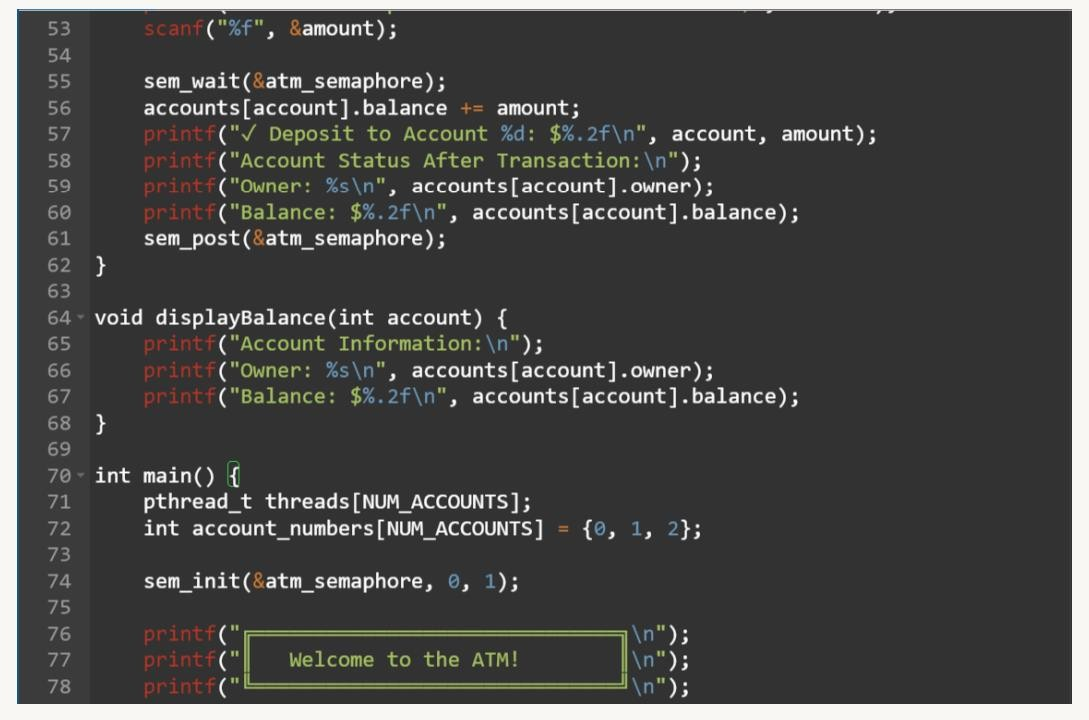 53 scanf("%f", &amount);
54
55 sem_wait(&atm_semaphore);
56 accounts[account].balance += amount;
57 printf("✓ Deposit to Account %d: $%.2f\n", account, amount);
58 printf("Account Status After Transaction:\n");
59 printf("Owner: %s\n", accounts[account].owner);
60 printf("Balance: $%.2f\n", accounts[account].balance);
61 sem_post(&atm_semaphore);
62 }
63
64 void displayBalance(int account) {
65 printf("Account Information:\n");
66 printf("Owner: %s\n", accounts[account].owner);
67 printf("Balance: $%.2f\n", accounts[account].balance);
68 }
69
70 int main() {
71 pthread_t threads[NUM_ACCOUNTS];
72 int account_numbers[NUM_ACCOUNTS] = {0, 1, 2};
73
74 sem_init(&atm_semaphore, 0, 1);
75
76 printf("╔═══════════════════════════════╗\n");
77 printf("║   Welcome to the ATM!         ║\n");
78 printf("╚═══════════════════════════════╝\n");